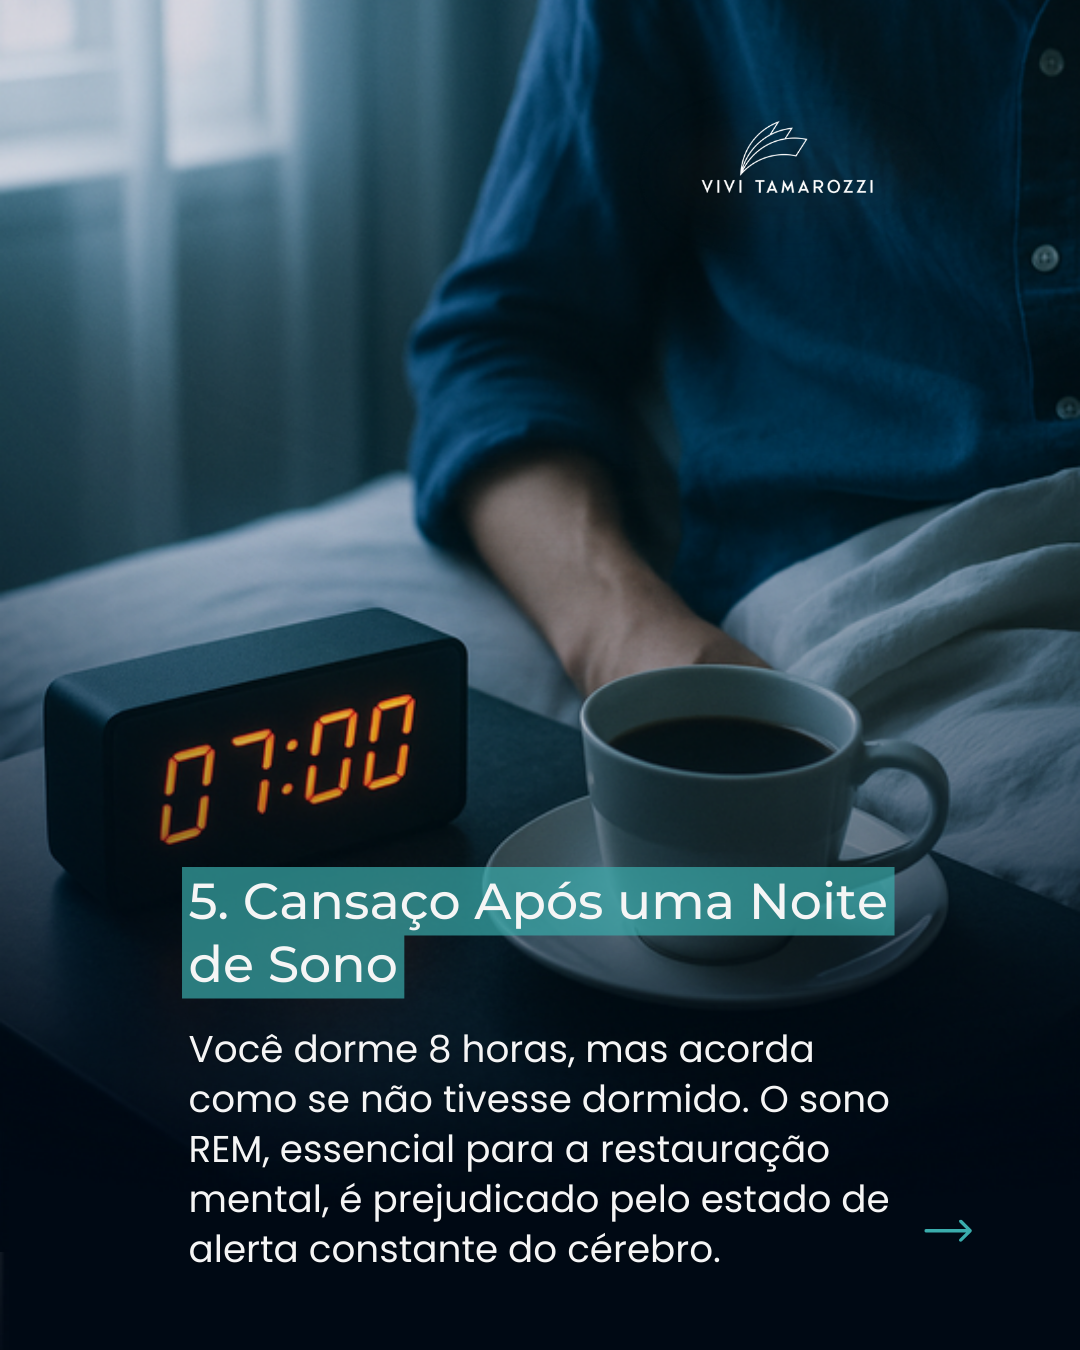 VIVI TAMAROZZI
07:00
5. Cansaço Após uma Noite
de Sono
Você dorme 8 horas, mas acorda
como se não tivesse dormido. O sono
REM, essencial para a restauração
mental, é prejudicado pelo estado de
alerta constante do cérebro.